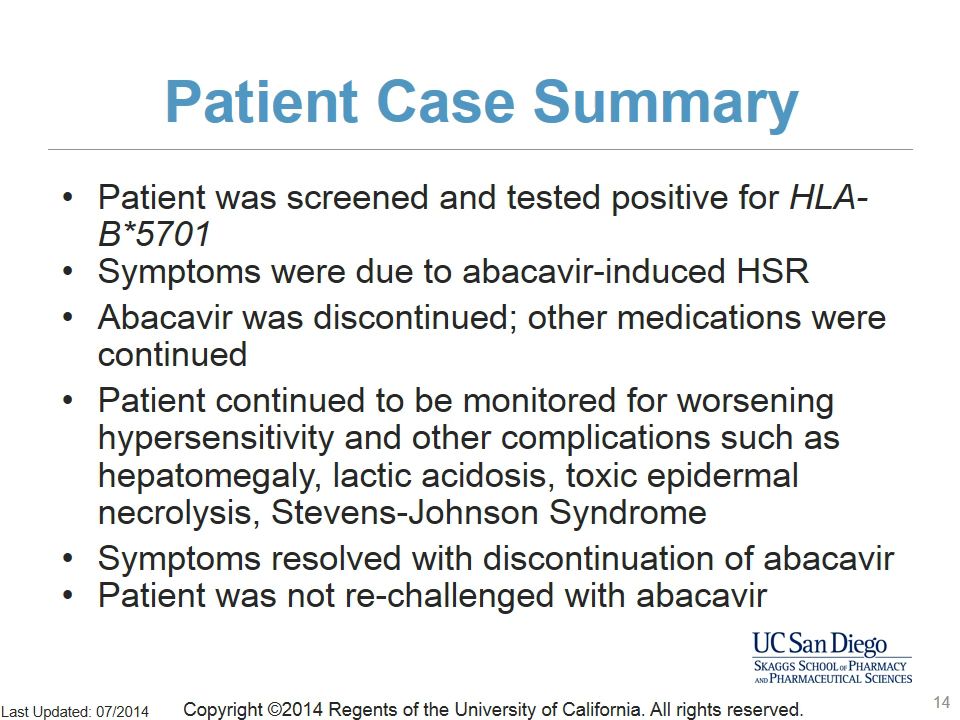 Patient Case Summary
• Patient was screened and tested positive for HLA-
B*5701
• Symptoms were due to abacavir-induced HSR
• Abacavir was discontinued; other medications were
continued
• Patient continued to be monitored for worsening
hypersensitivity and other complications such as
hepatomegaly, lactic acidosis, toxic epidermal
necrolysis, Stevens-Johnson Syndrome
• Symptoms resolved with discontinuation of abacavir
• Patient was not re-challenged with abacavir
UC San Diego
SKAGGS SCHOOL OF PHARMACY
AND PHARMACEUTICAL SCIENCES
Last Updated: 07/2014 Copyright ©2014 Regents of the University of California. All rights reserved. 14